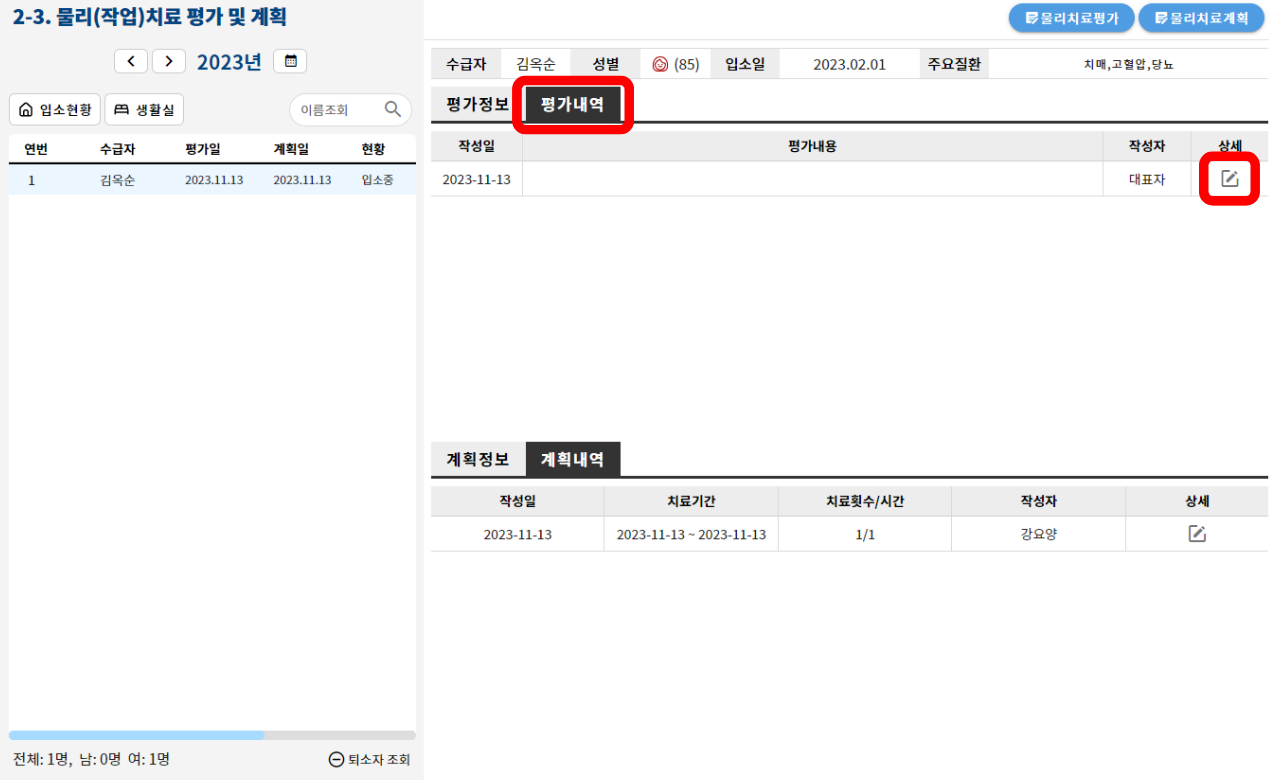 2-3. 물리(작업)치료 평가 및 계획
2023년
입소현황 생활실 이름조회
연번 수급자 평가일 계획일 현황
1 김옥순 2023.11.13 2023.11.13 입소중
전체: 1명, 남: 0명 여: 1명 퇴소자 조회
물리치료평가 물리치료계획
수급자 김옥순 성별 (85) 입소일 2023.02.01 주요질환 치매,고혈압,당뇨
평가정보 평가내역
작성일 평가내용 작성자 상세
2023-11-13 대표자
계획정보 계획내역
작성일 치료기간 치료횟수/시간 작성자 상세
2023-11-13 2023-11-13 ~ 2023-11-13 1/1 강요양